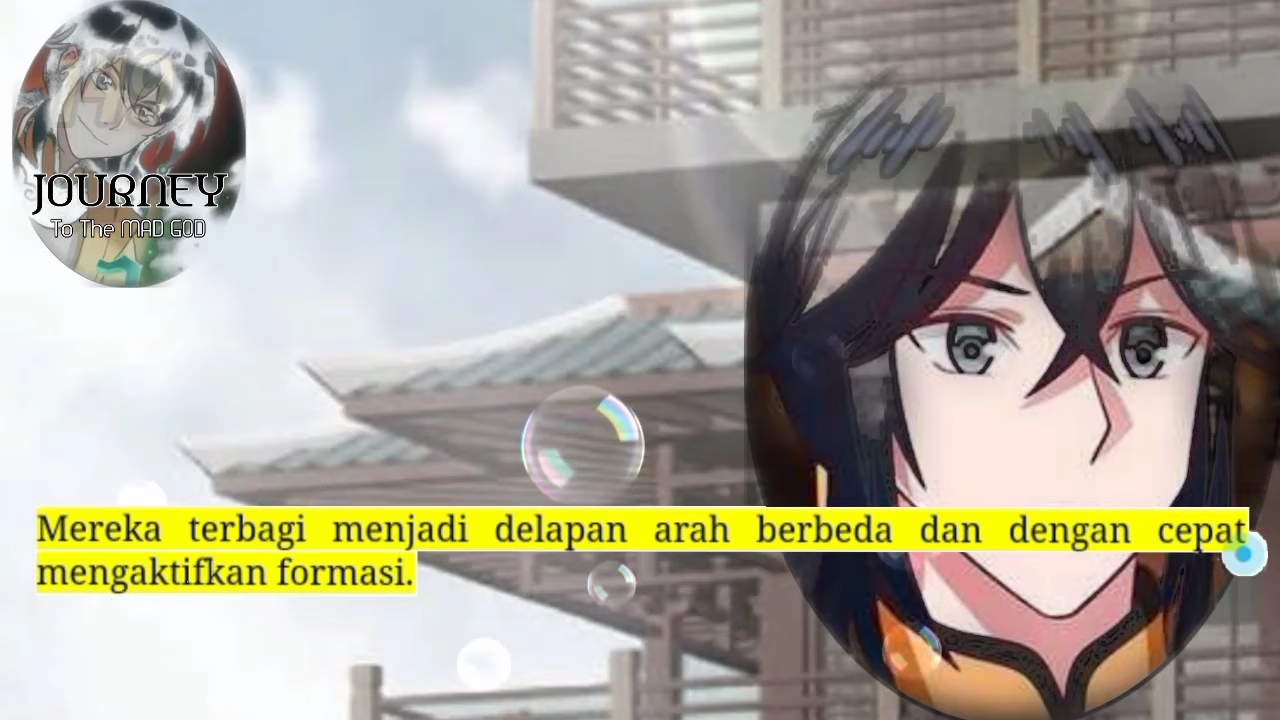 JOURNEY
To The MAD GOD
Mereka terbagi menjadi delapan arah berbeda dan dengan cepat
mengaktifkan formasi.